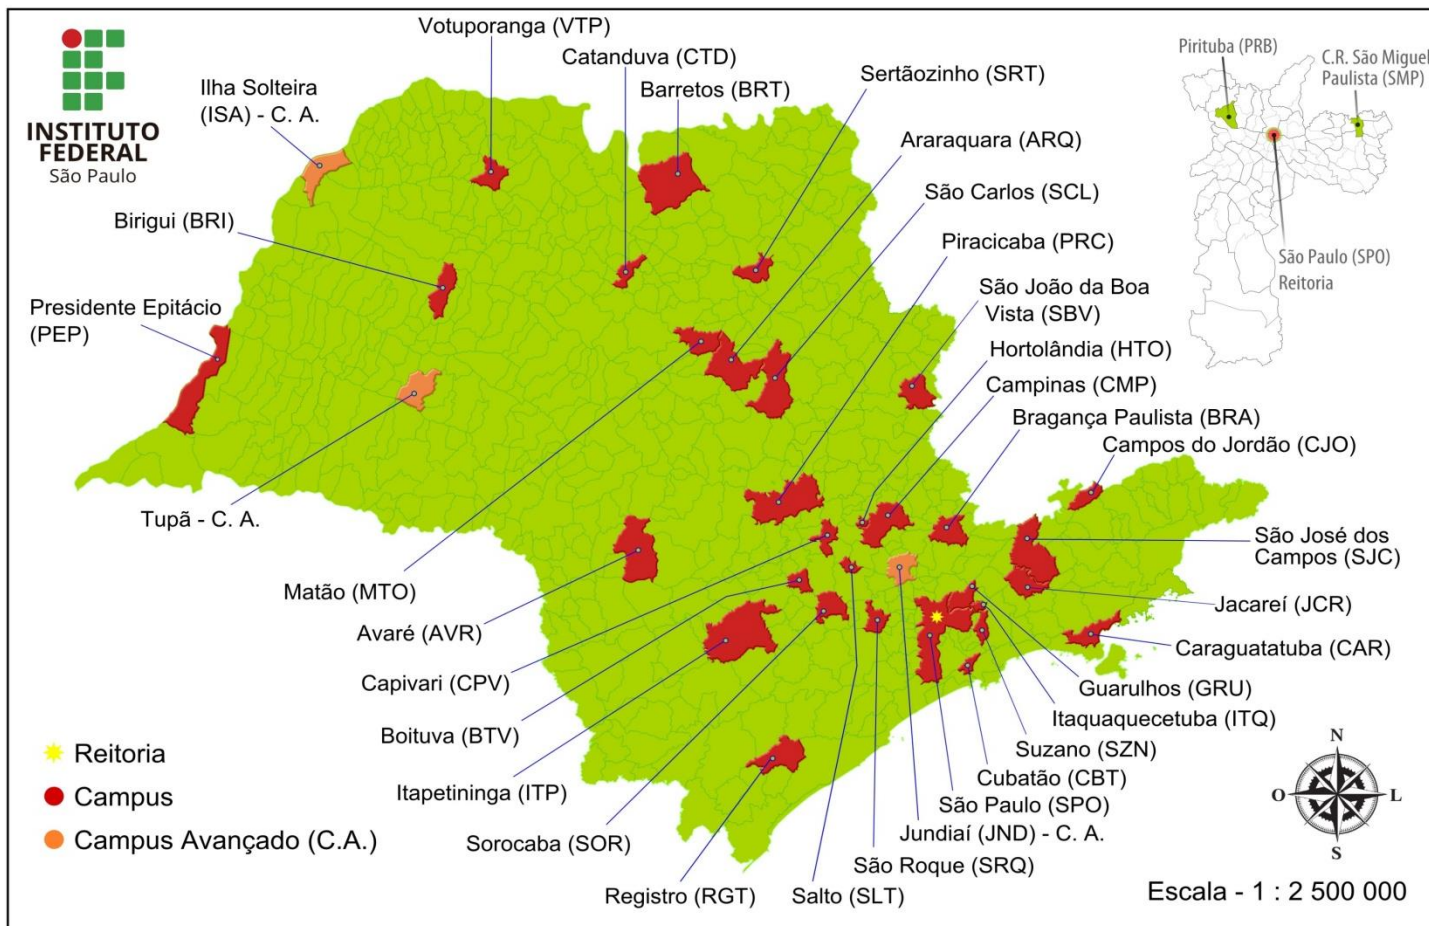 INSTITUTO
FEDERAL
São Paulo
Votuporanga (VTP)
Catanduva (CTD)
Barretos (BRT)
Ilha Solteira
(ISA) - C. A.
Sertãozinho (SRT)
Araraquara (ARQ)
São Carlos (SCL)
Piracicaba (PRC)
São João da Boa
Vista (SBV)
Hortolândia (HTO)
Campinas (CMP)
Bragança Paulista (BRA)
Campos do Jordão (CJO)
São José dos
Campos (SJC)
Jacareí (JCR)
Caraguatatuba (CAR)
Guarulhos (GRU)
Itaquaquecetuba (ITQ)
Suzano (SZN)
Cubatão (CBT)
São Paulo (SPO)
Jundiaí (JND) - C. A.
São Roque (SRQ)
Salto (SLT)
Registro (RGT)
Sorocaba (SOR)
Itapetininga (ITP)
Boituva (BTV)
Capivari (CPV)
Avaré (AVR)
Matão (MTO)
Tupã - C. A.
Presidente Epitácio
(PEP)
Birigui (BRI)
Pirituba (PRB)
C.R. São Miguel
Paulista (SMP)
São Paulo (SPO)
Reitoria
Reitoria
Campus
Campus Avançado (C.A.)
N
O
L
S
Escala - 1 : 2 500 000